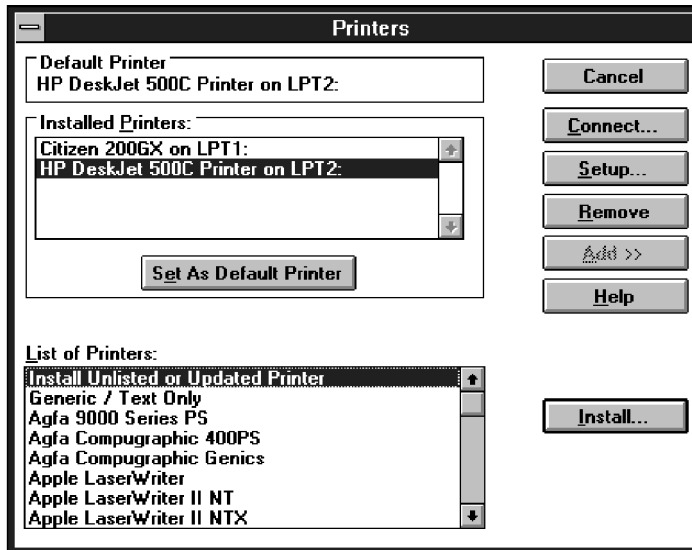 Printers
Default Printer
HP DeskJet 500C Printer on LPT2:
Cancel
Installed Printers:
Citizen 200GX on LPT1:
HP DeskJet 500C Printer on LPT2:
Set As Default Printer
Connect...
Setup...
Remove
Add >>
Help
List of Printers:
Install Unlisted or Updated Printer
Generic / Text Only
Agfa 9000 Series PS
Agfa Compugraphic 400PS
Agfa Compugraphic Genics
Apple LaserWriter
Apple LaserWriter II NT
Apple LaserWriter II NTX
Install...